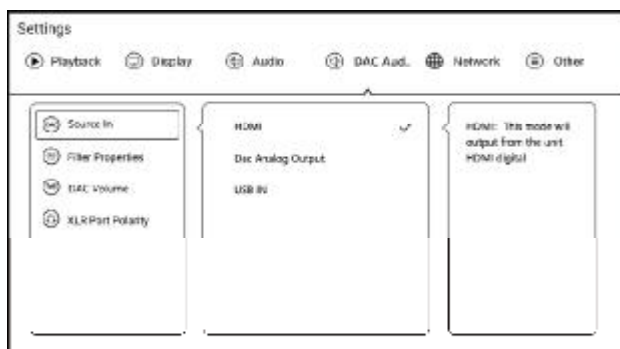 Settings
Playback Display Audio DAC Aud.. Network Other
Source In
Filter Properties
DAC Volume
XLR Port Polarity
HDMI
Dac Analog Output
USB IN
HDMI: This mode will
output from the unit
HDMI digital